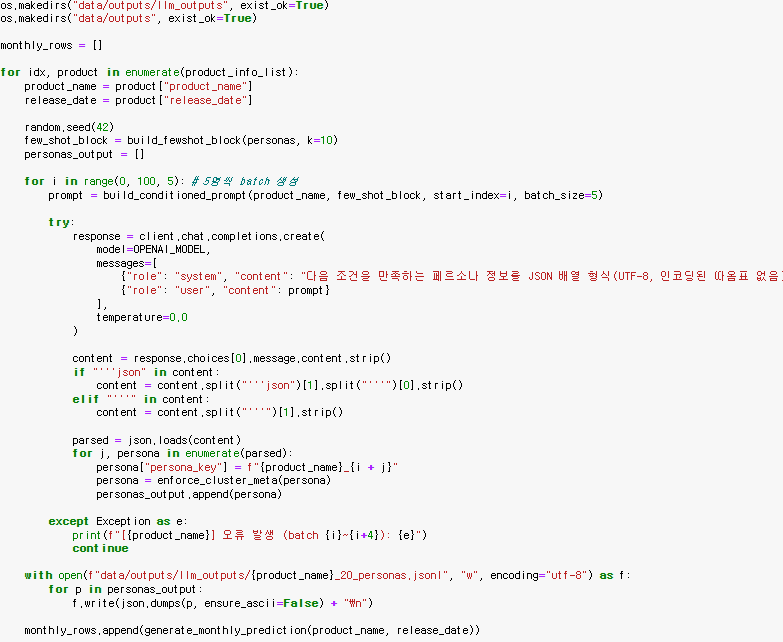 os.makedirs("data/outputs/llm_outputs", exist_ok=True)
os.makedirs("data/outputs", exist_ok=True)

monthly_rows = []

for idx, product in enumerate(product_info_list):
    product_name = product["product_name"]
    release_date = product["release_date"]

    random.seed(42)
    few_shot_block = build_fewshot_block(personas, k=10)
    personas_output = []

    for i in range(0, 100, 5): # 5명씩 batch 생성
        prompt = build_conditioned_prompt(product_name, few_shot_block, start_index=i, batch_size=5)

        try:
            response = client.chat.completions.create(
                model=OPENAI_MODEL,
                messages=[
                    {"role": "system", "content": "다음 조건을 만족하는 페르소나 정보를 JSON 배열 형식(UTF-8, 인코딩된 따옴표 없음)
                    {"role": "user", "content": prompt}
                ],
                temperature=0.0
            )

            content = response.choices[0].message.content.strip()
            if "```json" in content:
                content = content.split("```json")[1].split("```")[0].strip()
            elif "```" in content:
                content = content.split("```")[1].strip()

            parsed = json.loads(content)
            for j, persona in enumerate(parsed):
                persona["persona_key"] = f"{product_name}_{i + j}"
                persona = enforce_cluster_meta(persona)
                personas_output.append(persona)

        except Exception as e:
            print(f"[{product_name}] 오류 발생 (batch {i}~{i+4}): {e}")
            continue

    with open(f"data/outputs/llm_outputs/{product_name}_20_personas.jsonl", "w", encoding="utf-8") as f:
        for p in personas_output:
            f.write(json.dumps(p, ensure_ascii=False) + "₩n")

    monthly_rows.append(generate_monthly_prediction(product_name, release_date))